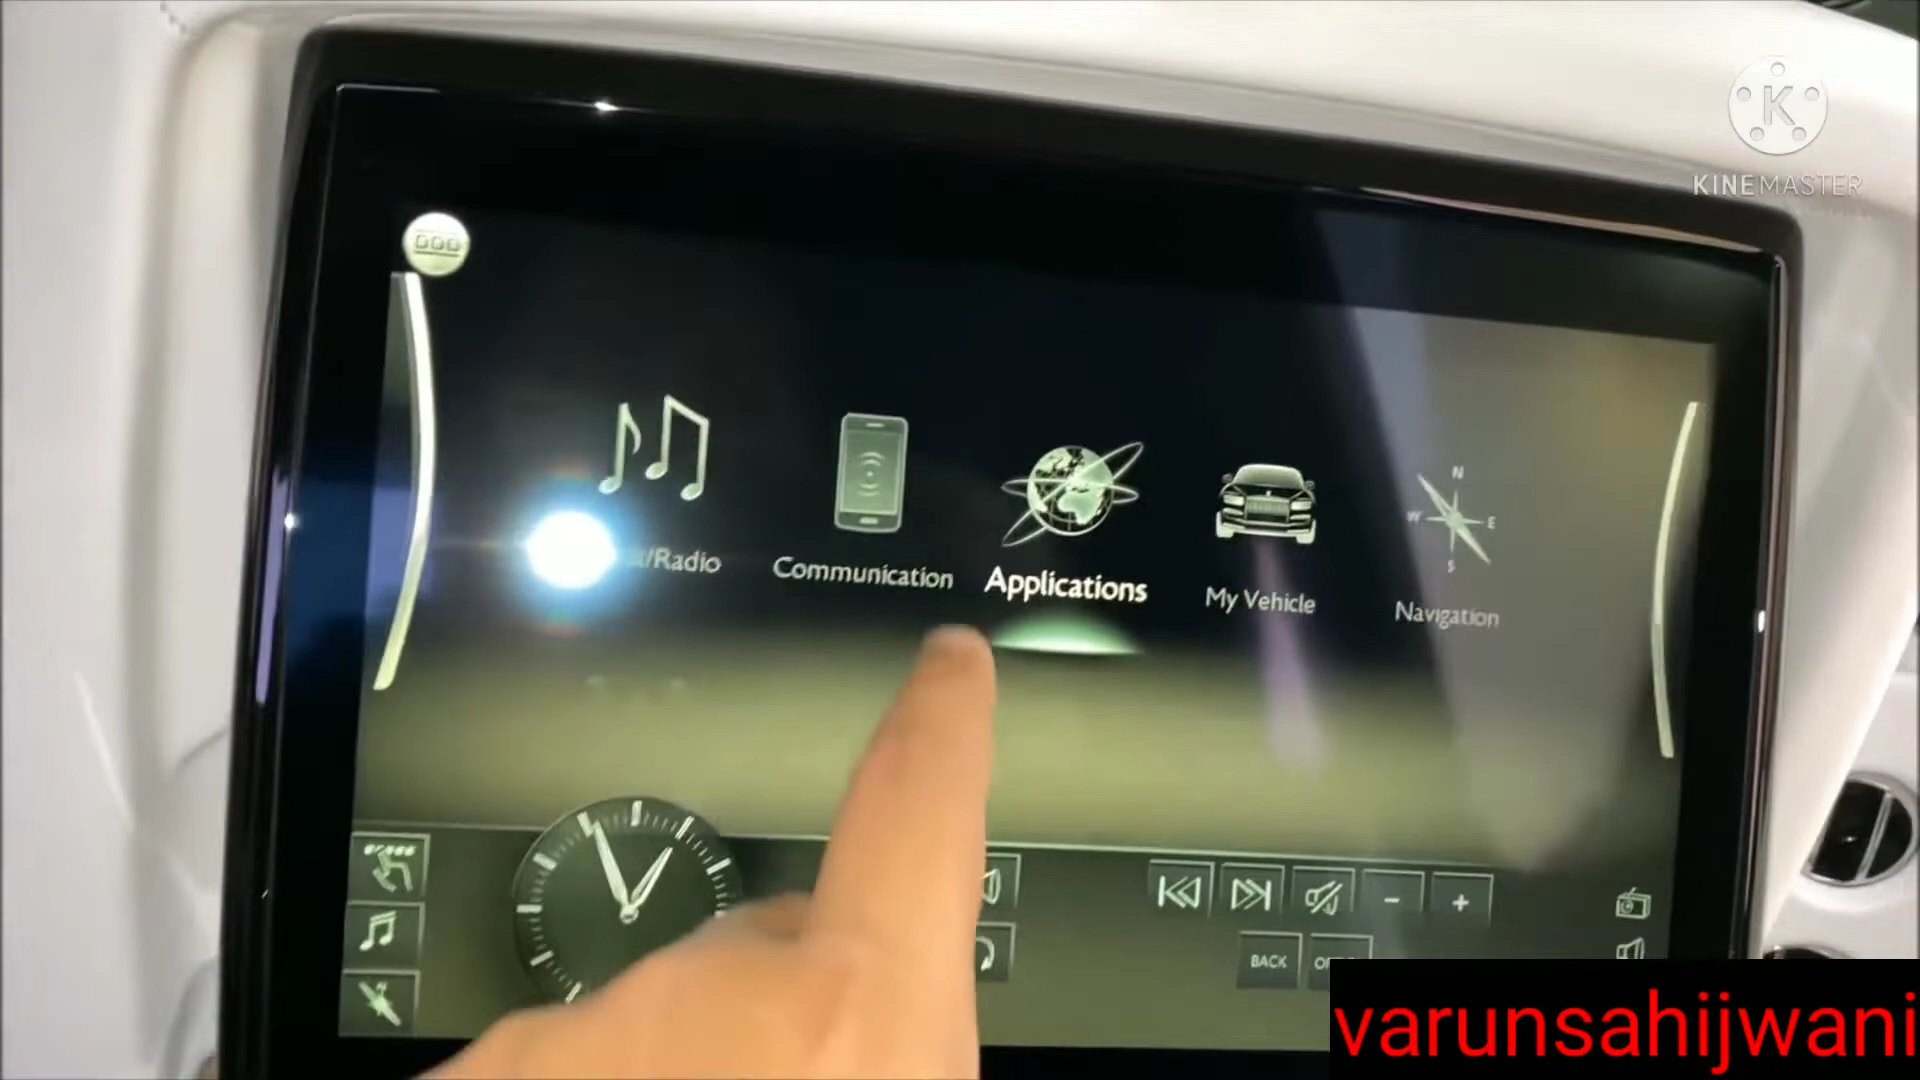 K
KINEMASTER
/Radio
Communication
Applications
My Vehicle
Navigation
N
W
E
S
BACK
varunsahijwani